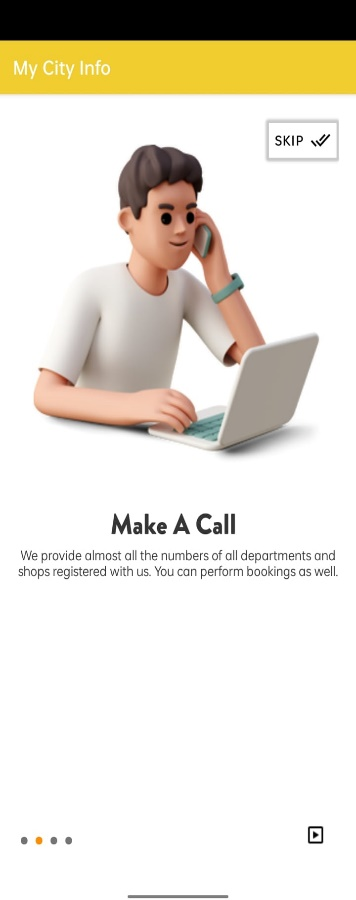 My City Info
SKIP
Make A Call
We provide almost all the numbers of all departments and
shops registered with us. You can perform bookings as well.